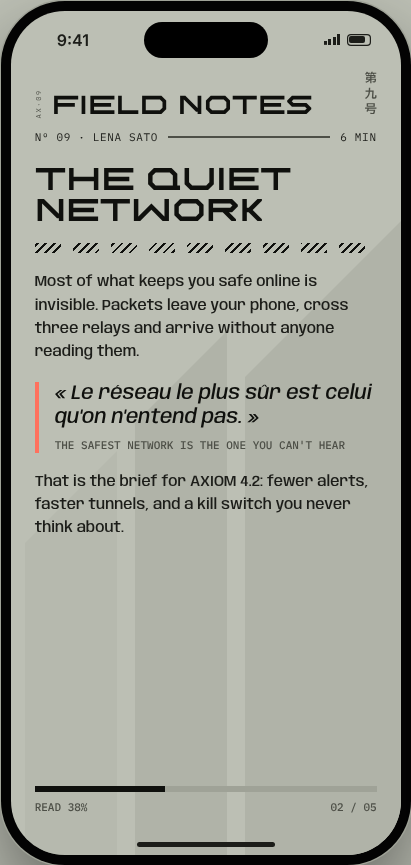 9:41
AX-09
FIELD NOTES
第九号
Nº 09 · LENA SATO
6 MIN
THE QUIET
NETWORK
Most of what keeps you safe online is
invisible. Packets leave your phone, cross
three relays and arrive without anyone
reading them.
« Le réseau le plus sûr est celui
qu'on n'entend pas. »
THE SAFEST NETWORK IS THE ONE YOU CAN'T HEAR
That is the brief for AXIOM 4.2: fewer alerts,
faster tunnels, and a kill switch you never
think about.
READ 38%
02 / 05